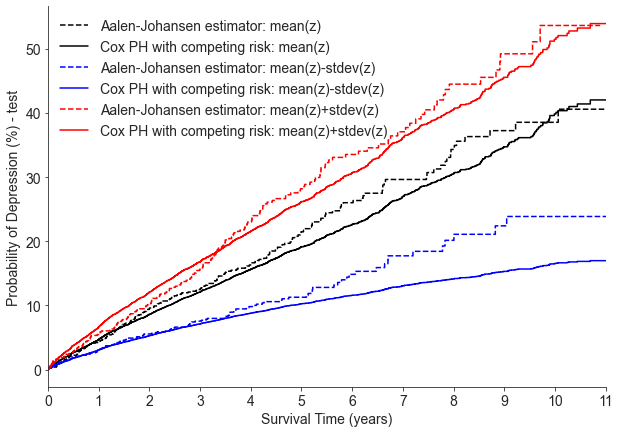 Aalen-Johansen estimator: mean(z)
Cox PH with competing risk: mean(z)
Aalen-Johansen estimator: mean(z)-stdev(z)
Cox PH with competing risk: mean(z)-stdev(z)
Aalen-Johansen estimator: mean(z)+stdev(z)
Cox PH with competing risk: mean(z)+stdev(z)
Probability of Depression (%) - test
50
40
30
20
10
0
0 1 2 3 4 5 6 7 8 9 10 11
Survival Time (years)